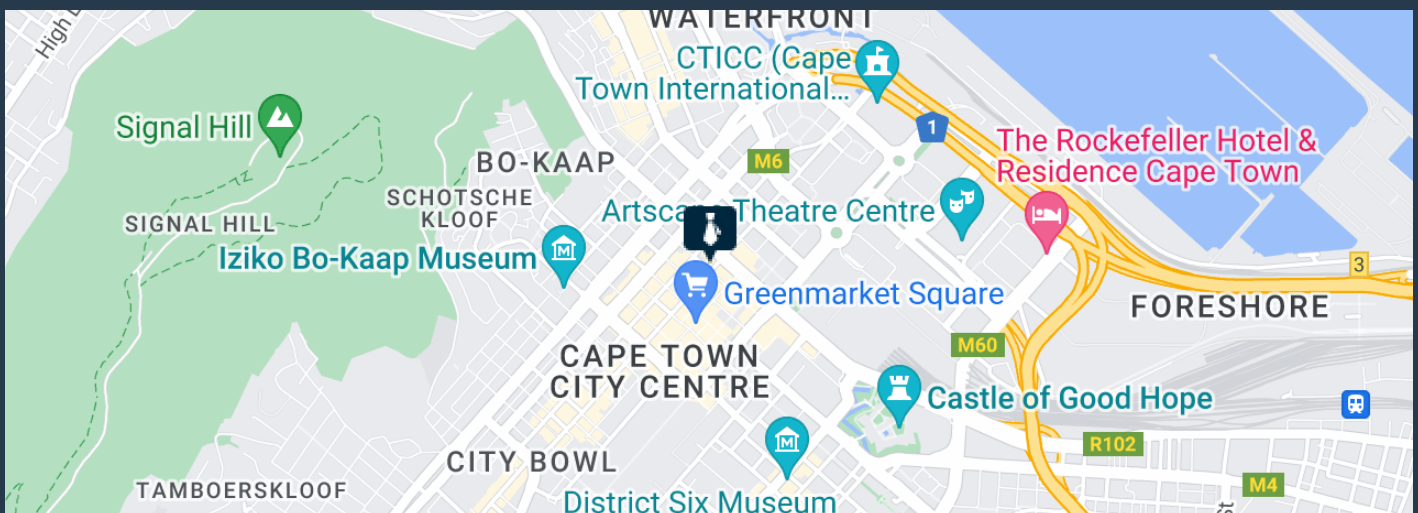 WATERFRONT
High L
CTICC (Cape
Town International...
1
Signal Hill
The Rockefeller Hotel &
Residence Cape Town
M6
BO-KAAP
SCHOTSCHE
KLOOF
SIGNAL HILL
Theatre Centre
Iziko Bo-Kaap Museum
M
3
Greenmarket Square
FORESHORE
M60
CAPE TOWN
CITY CENTRE
Castle of Good Hope
R102
M
CITY BOWL
M4
TAMBOERSKLOOF
District Six Museum
St